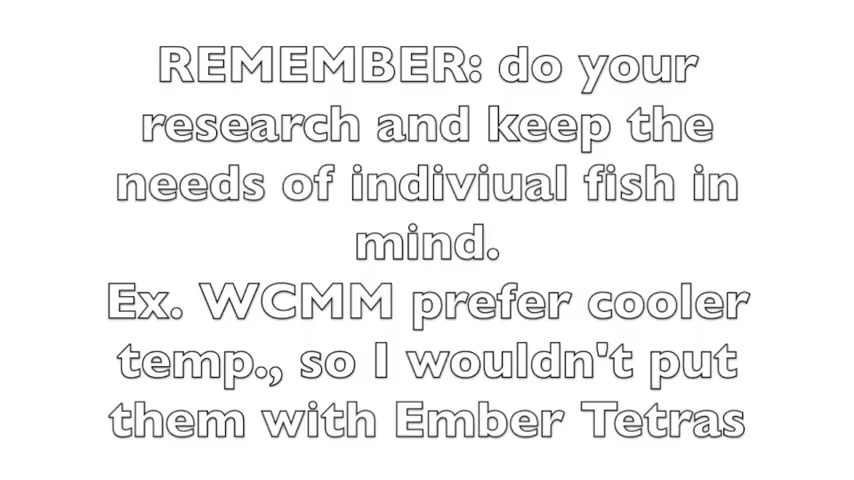 REMEMBER: do your
research and keep the
needs of indiviual fish in
mind.
Ex. WCMM prefer cooler
temp., so I wouldn't put
them with Ember Tetras